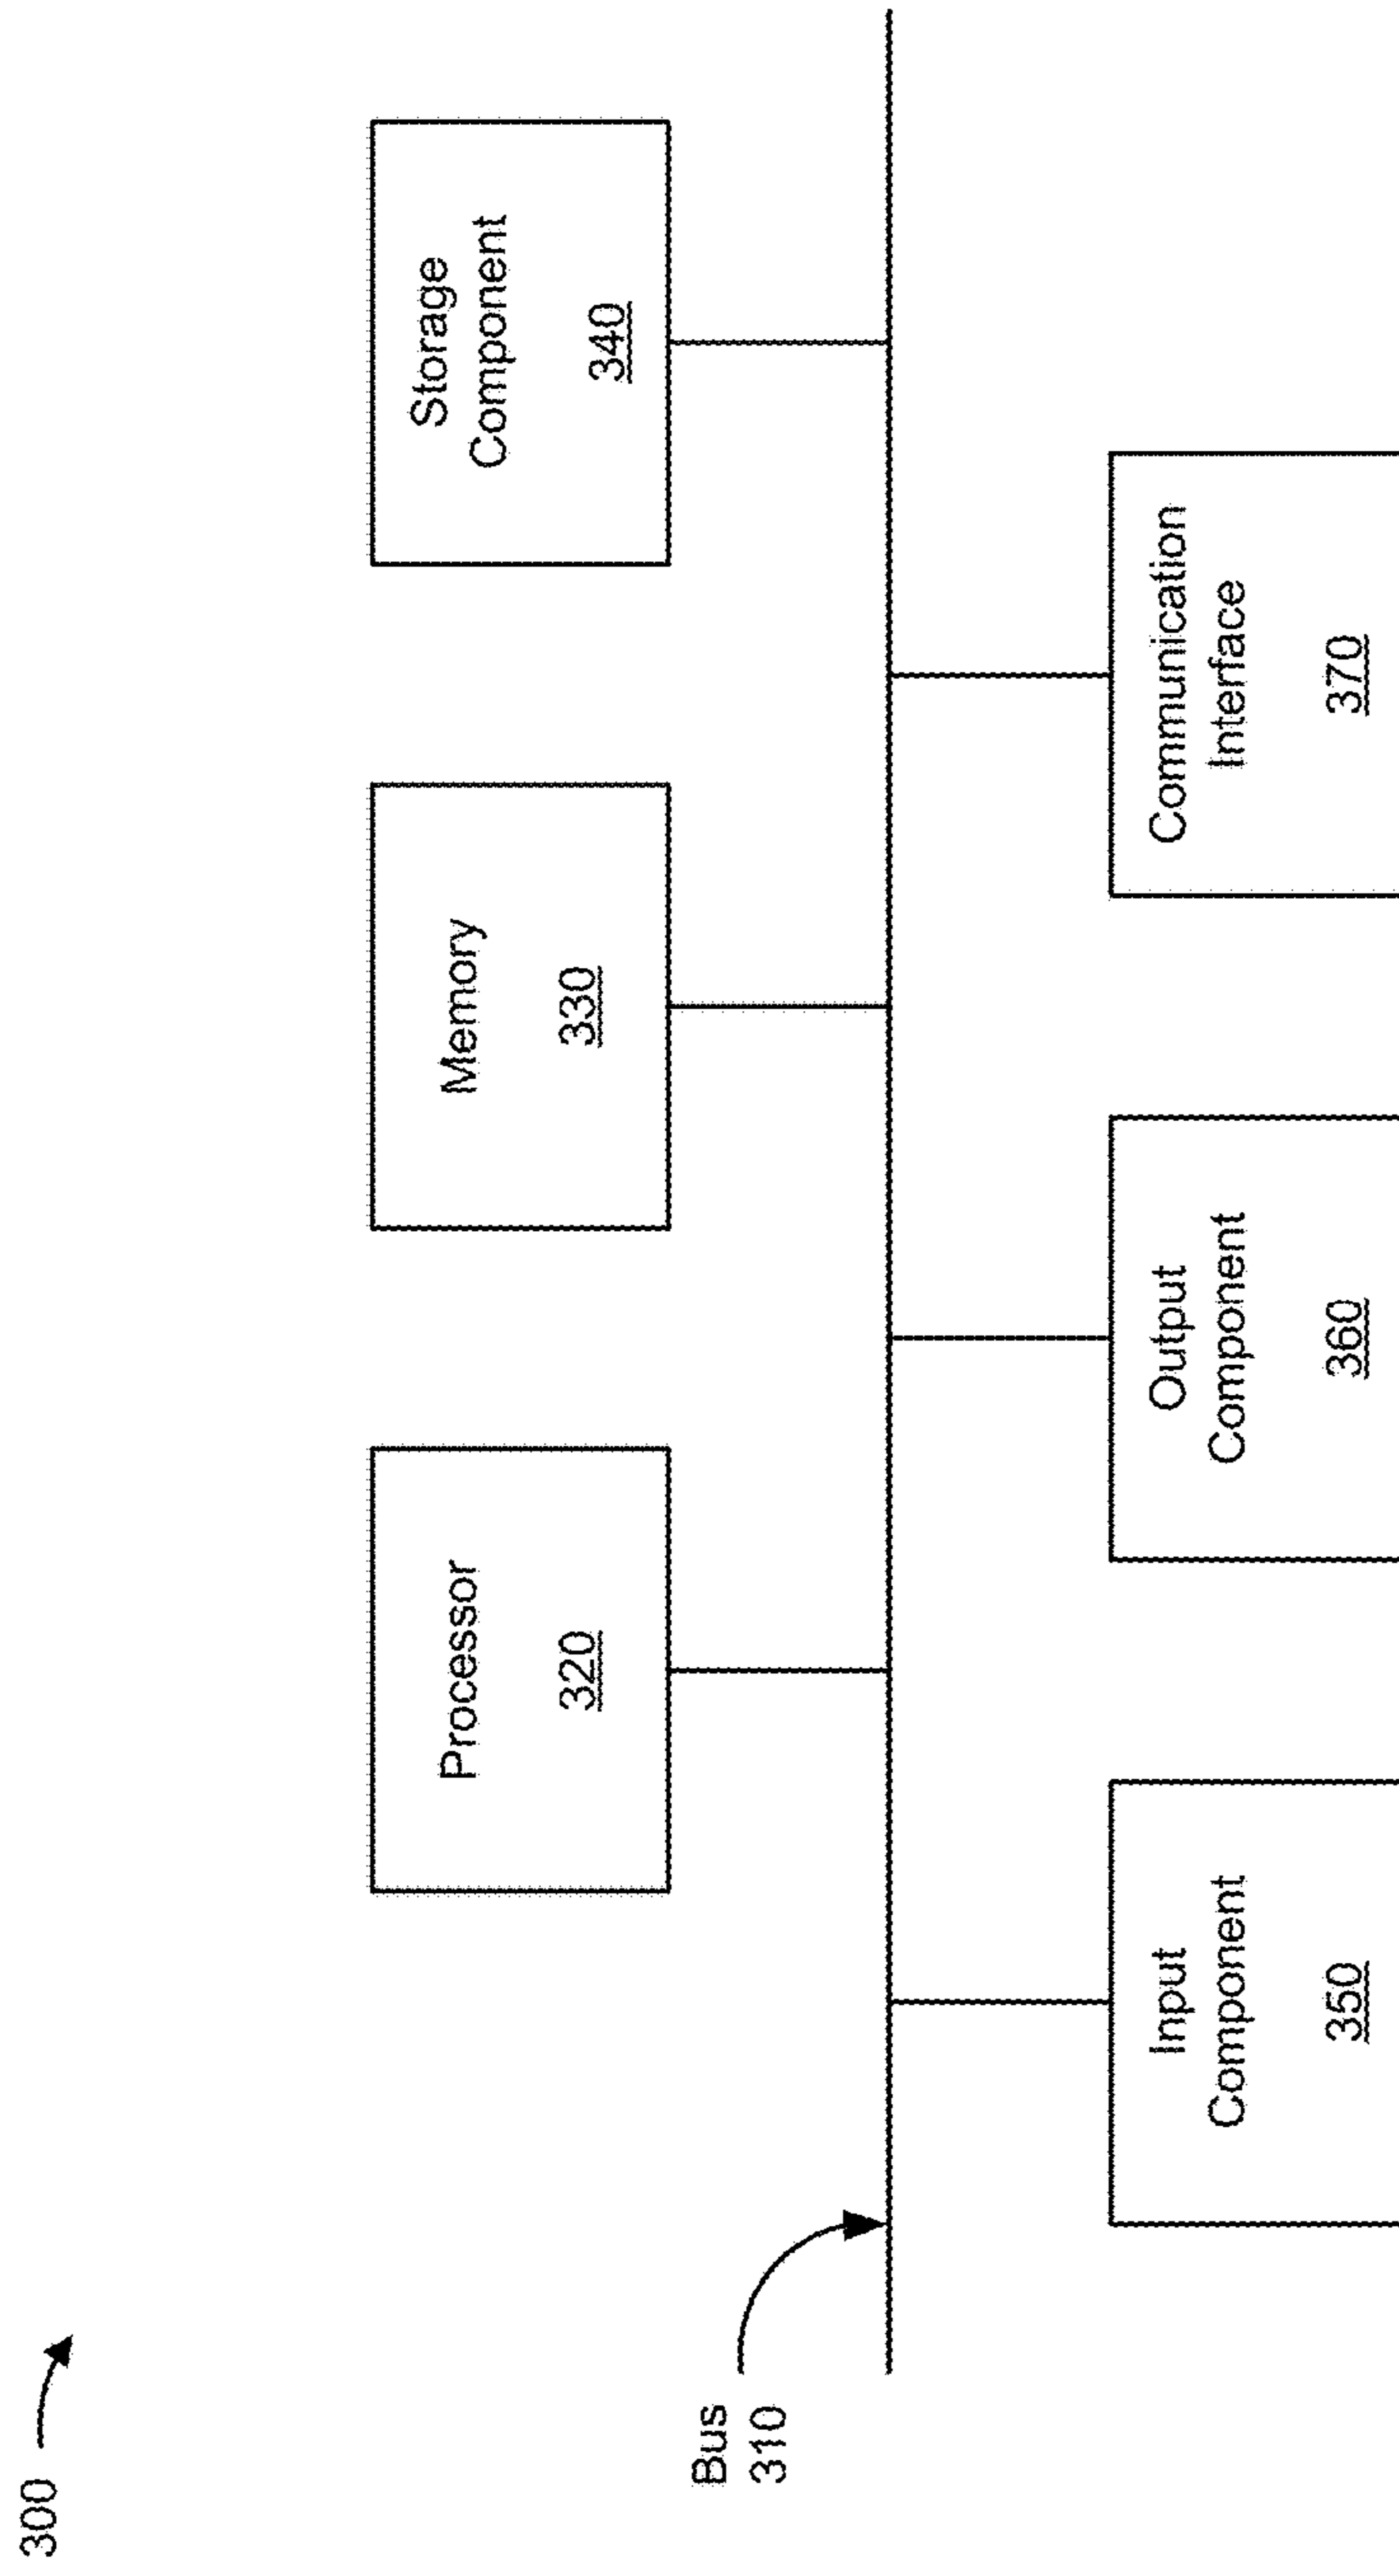 300
Processor
320
Memory
330
Storage
Component
340
Bus
310
Input
Component
350
Output
Component
360
Communication
Interface
370